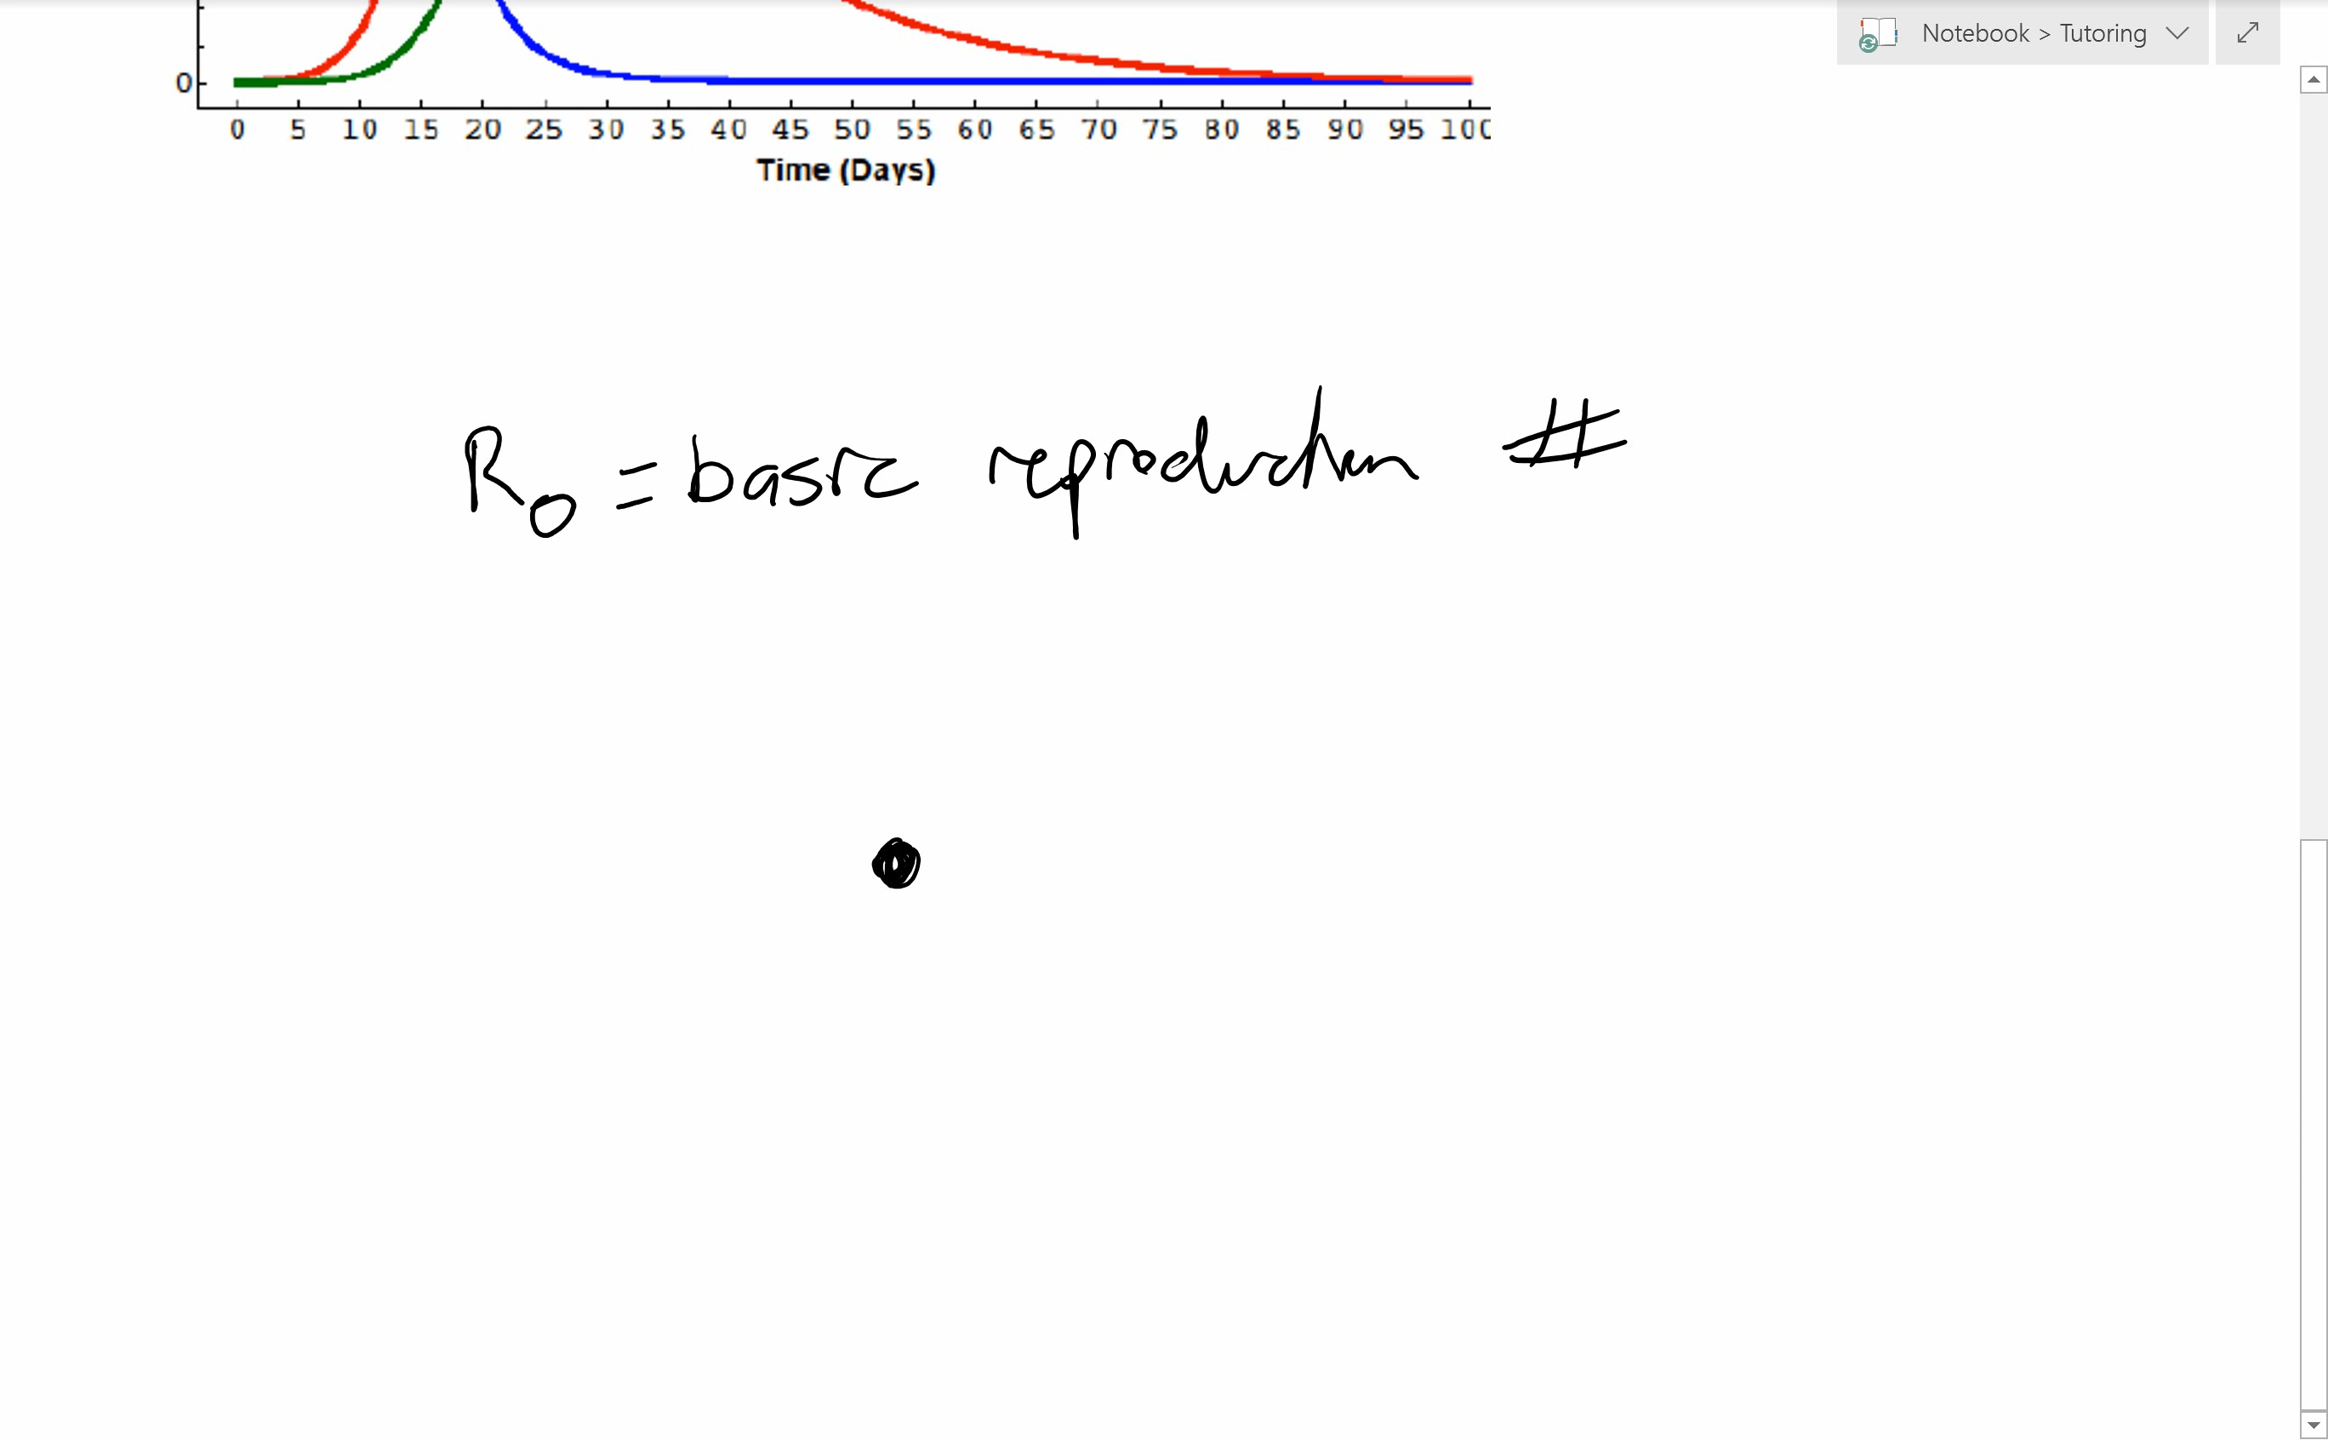 Notebook > Tutoring
0
0 5 10 15 20 25 30 35 40 45 50 55 60 65 70 75 80 85 90 95 100
Time (Days)
R₀ = basic reproduction #